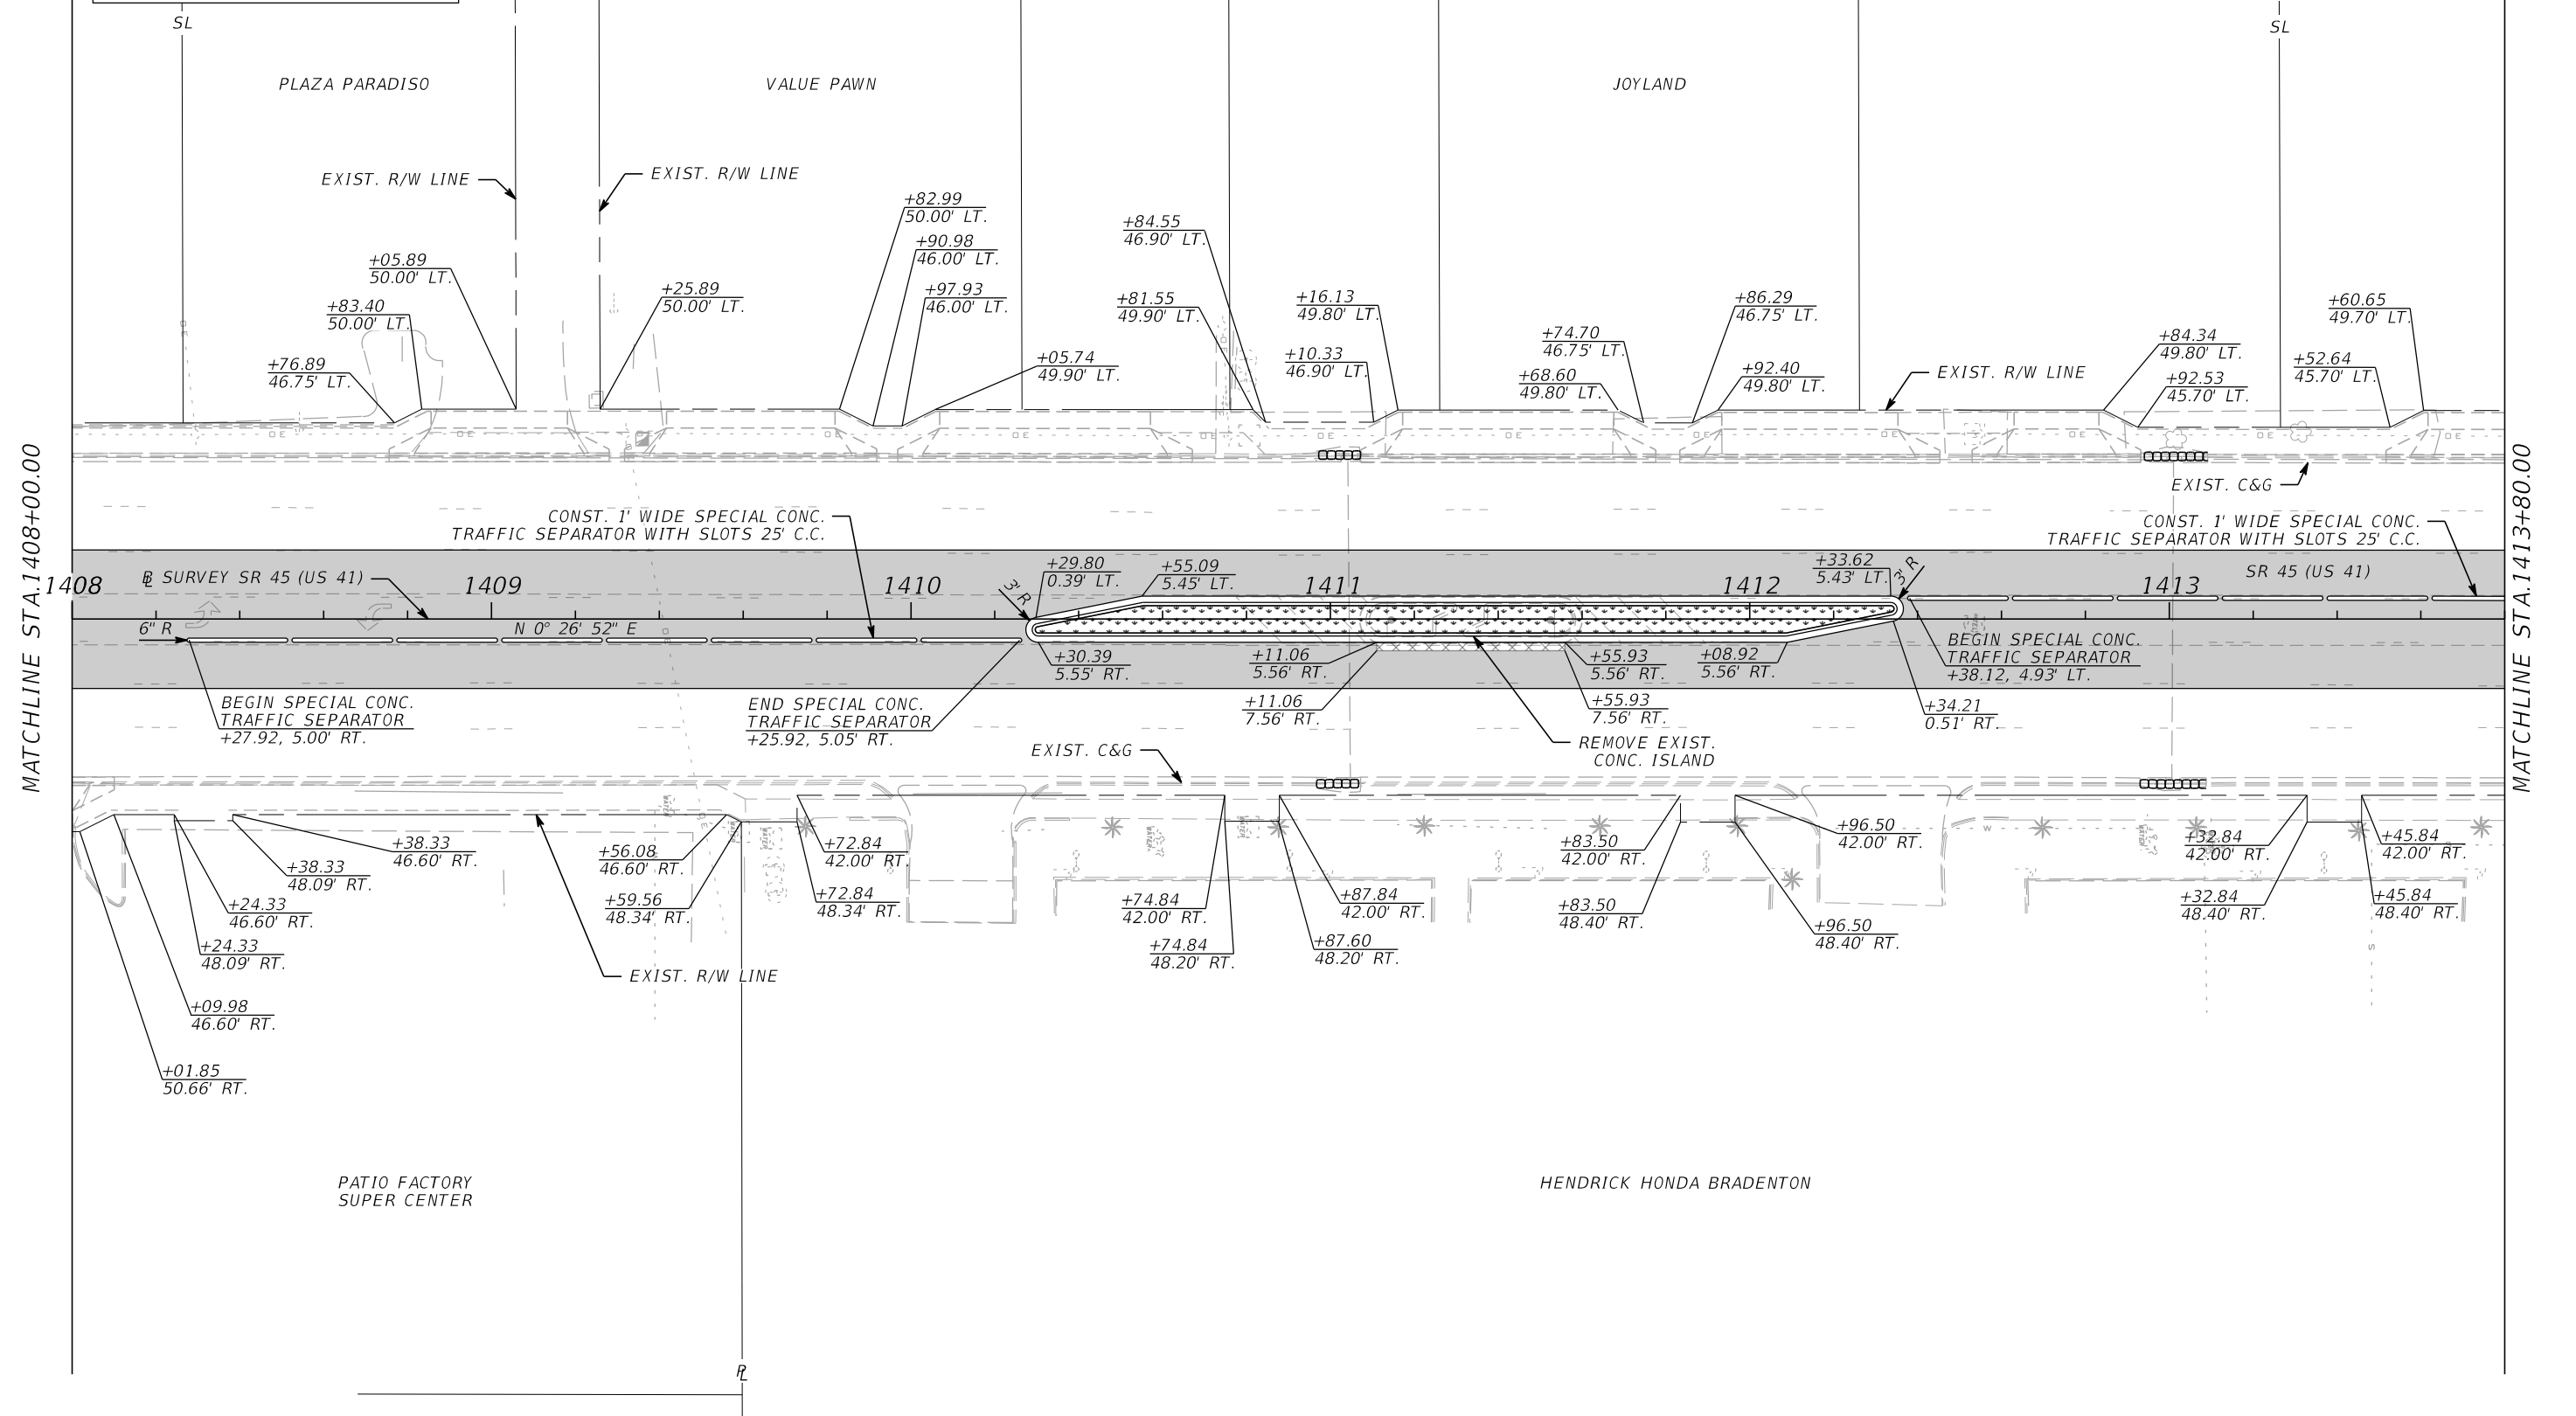 SL
SL
PLAZA PARADISO
VALUE PAWN
JOYLAND
EXIST. R/W LINE
EXIST. R/W LINE
+82.99
50.00' LT.
+90.98
46.00' LT.
+84.55
46.90' LT.
+05.89
50.00' LT.
+83.40
50.00' LT.
+25.89
50.00' LT.
+97.93
46.00' LT.
+81.55
49.90' LT.
+16.13
49.80' LT.
+86.29
46.75' LT.
+60.65
49.70' LT.
+76.89
46.75' LT.
+05.74
49.90' LT.
+10.33
46.90' LT.
+74.70
46.75' LT.
+68.60
49.80' LT.
+92.40
49.80' LT.
EXIST. R/W LINE
+84.34
49.80' LT.
+92.53
45.70' LT.
+52.64
45.70' LT.
EXIST. C&G
MATCHLINE STA.1408+00.00
MATCHLINE STA.1413+80.00
CONST. 1' WIDE SPECIAL CONC.
TRAFFIC SEPARATOR WITH SLOTS 25' C.C.
CONST. 1' WIDE SPECIAL CONC.
TRAFFIC SEPARATOR WITH SLOTS 25' C.C.
1408
BL SURVEY SR 45 (US 41)
1409
1410
3' R
+29.80
0.39' LT.
+55.09
5.45' LT.
1411
1412
+33.62
5.43' LT.
3' R
1413
SR 45 (US 41)
6" R
N 0° 26' 52" E
+30.39
5.55' RT.
+11.06
5.56' RT.
+55.93
5.56' RT.
+08.92
5.56' RT.
BEGIN SPECIAL CONC.
TRAFFIC SEPARATOR
+38.12, 4.93' LT.
BEGIN SPECIAL CONC.
TRAFFIC SEPARATOR
+27.92, 5.00' RT.
END SPECIAL CONC.
TRAFFIC SEPARATOR
+25.92, 5.05' RT.
+11.06
7.56' RT.
+55.93
7.56' RT.
+34.21
0.51' RT.
EXIST. C&G
REMOVE EXIST.
CONC. ISLAND
+38.33
46.60' RT.
+38.33
48.09' RT.
+24.33
46.60' RT.
+24.33
48.09' RT.
+09.98
46.60' RT.
+01.85
50.66' RT.
+56.08
46.60' RT.
+59.56
48.34' RT.
+72.84
42.00' RT.
+72.84
48.34' RT.
EXIST. R/W LINE
+74.84
42.00' RT.
+74.84
48.20' RT.
+87.84
42.00' RT.
+87.60
48.20' RT.
+83.50
42.00' RT.
+83.50
48.40' RT.
+96.50
42.00' RT.
+96.50
48.40' RT.
+32.84
42.00' RT.
+32.84
48.40' RT.
+45.84
42.00' RT.
+45.84
48.40' RT.
PATIO FACTORY
SUPER CENTER
HENDRICK HONDA BRADENTON
PL